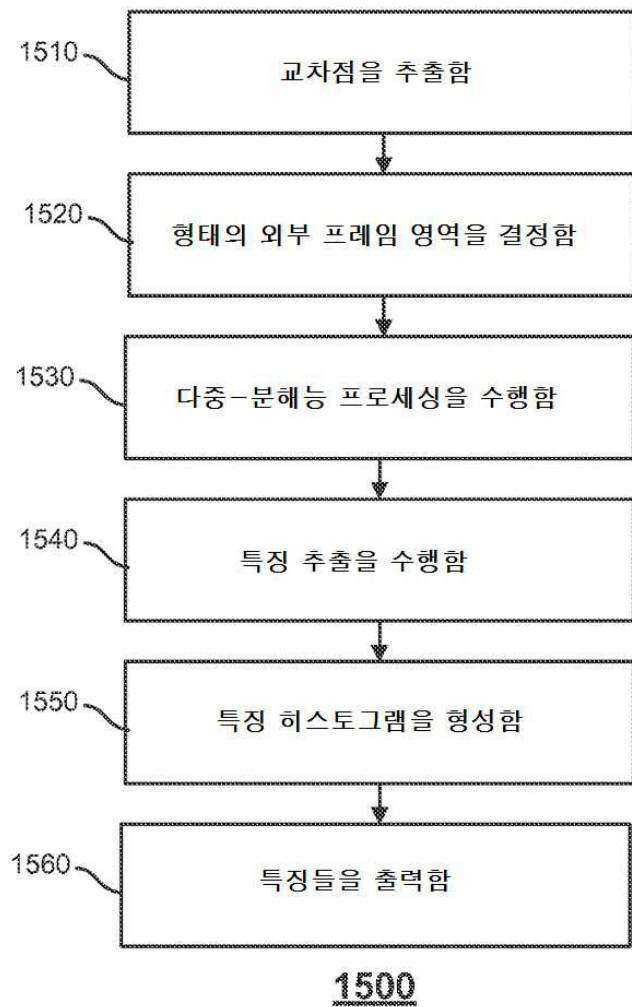 1510
교차점을 추출함
1520
형태의 외부 프레임 영역을 결정함
1530
다중-분해능 프로세싱을 수행함
1540
특징 추출을 수행함
1550
특징 히스토그램을 형성함
1560
특징들을 출력함
1500